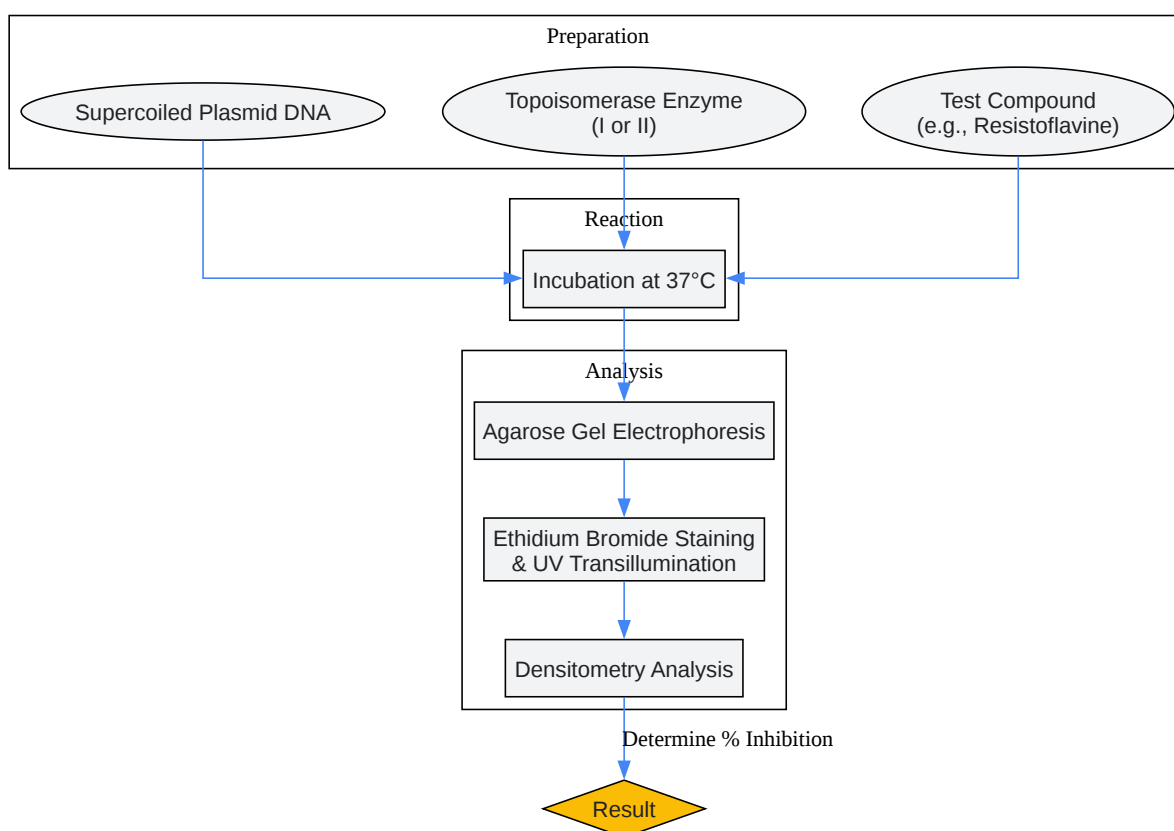 Preparation
Supercoiled Plasmid DNA
Topoisomerase Enzyme
(I or II)
Test Compound
(e.g., Resistoflavine)
Reaction
Incubation at 37°C
Analysis
Agarose Gel Electrophoresis
Ethidium Bromide Staining
& UV Transillumination
Densitometry Analysis
Determine % Inhibition
Result